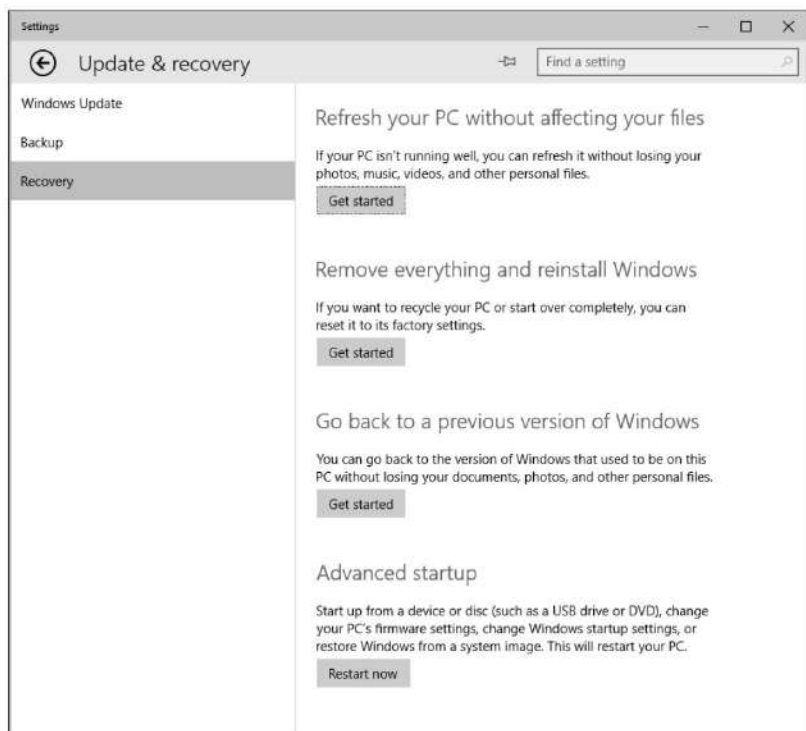 Settings
Update & recovery
Find a setting
Windows Update
Backup
Recovery
Refresh your PC without affecting your files
If your PC isn't running well, you can refresh it without losing your
photos, music, videos, and other personal files.
Get started
Remove everything and reinstall Windows
If you want to recycle your PC or start over completely, you can
reset it to its factory settings.
Get started
Go back to a previous version of Windows
You can go back to the version of Windows that used to be on this
PC without losing your documents, photos, and other personal files.
Get started
Advanced startup
Start up from a device or disc (such as a USB drive or DVD), change
your PC's firmware settings, change Windows startup settings, or
restore Windows from a system image. This will restart your PC.
Restart now